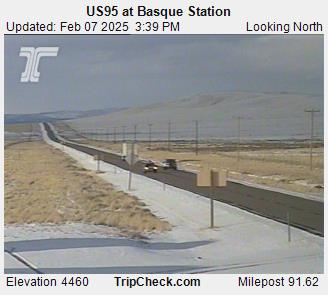 US95 at Basque Station
Updated: Feb 07 2025 3:39 PM Looking North
Elevation 4460 TripCheck.com Milepost 91.62